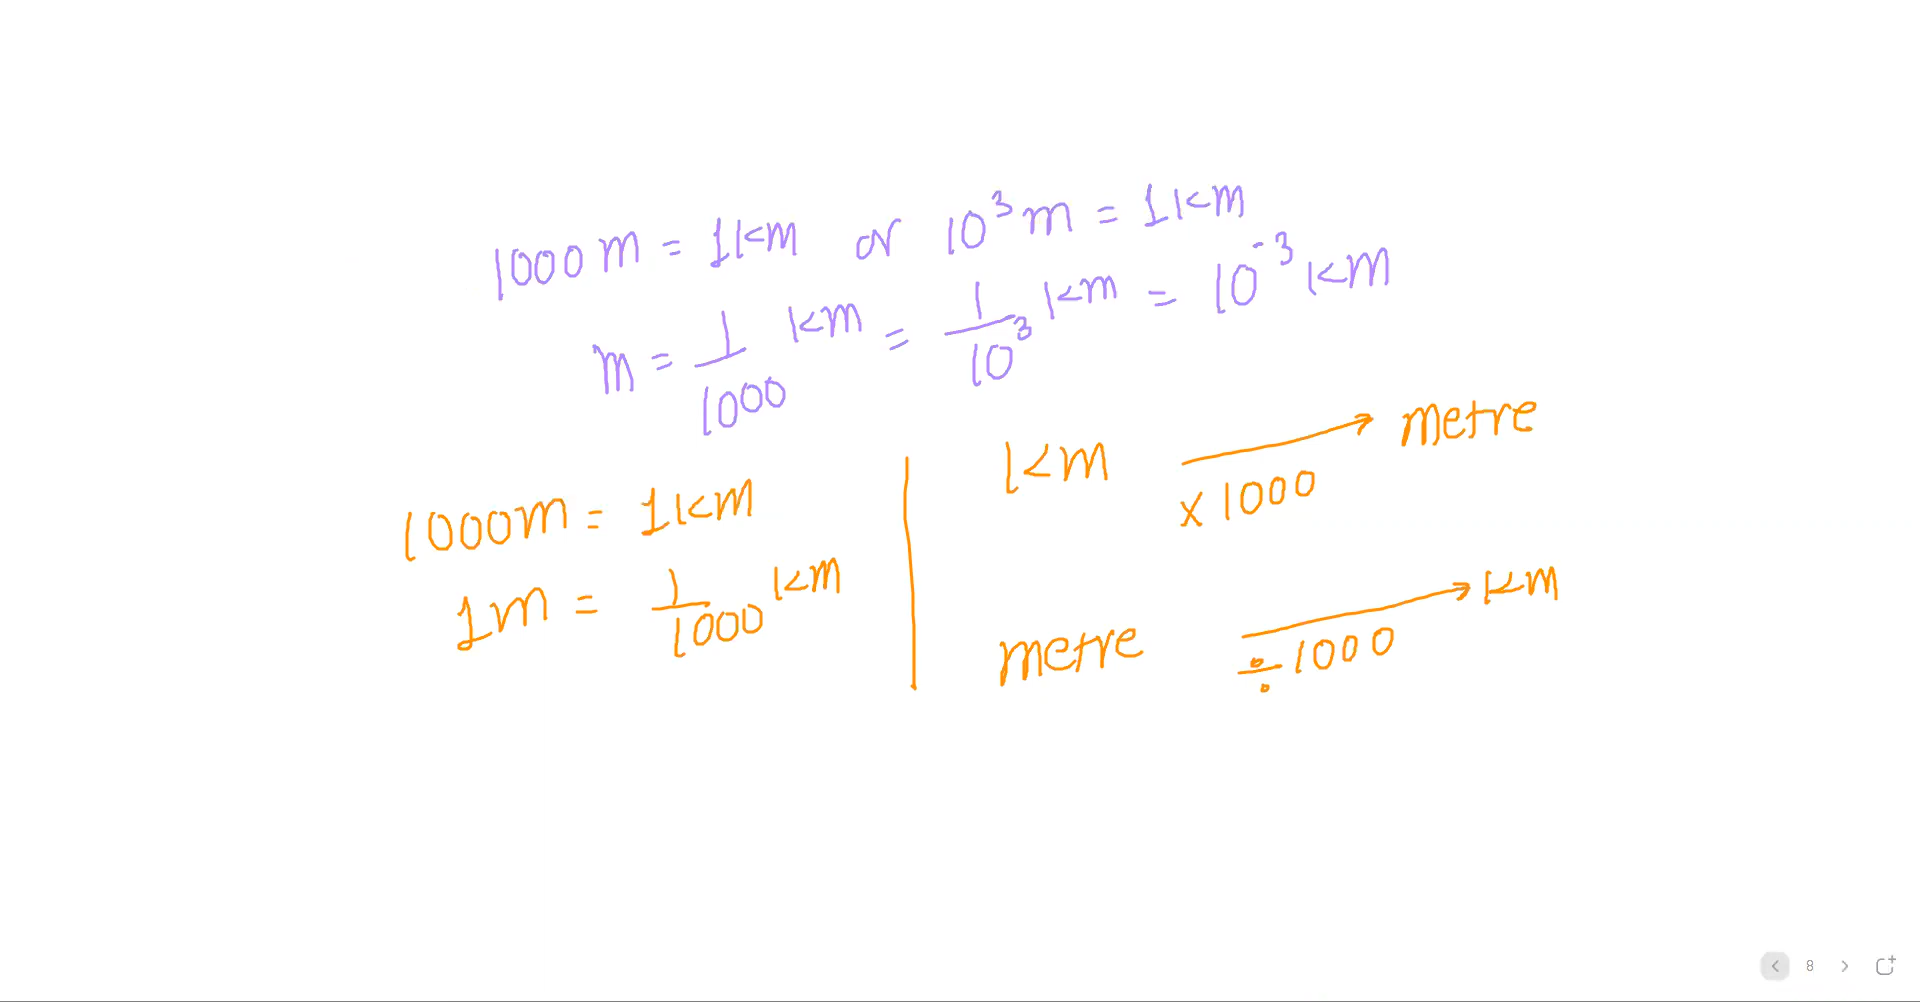 1000 m = 1 km or 10³ m = 1 km
m = 1/1000 km = 1/10³ km = 10⁻³ km
1000m = 1 km
1m = 1/1000 km
km → metre
x 1000
metre → km
÷ 1000
8